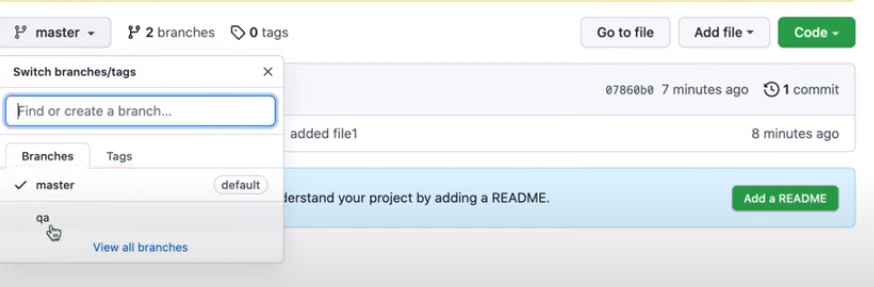 master 2 branches 0 tags Go to file Add file Code
Switch branches/tags
07860b0 7 minutes ago 1 commit
Find or create a branch...
added file1 8 minutes ago
Branches Tags
master default
derstand your project by adding a README. Add a README
qa
View all branches